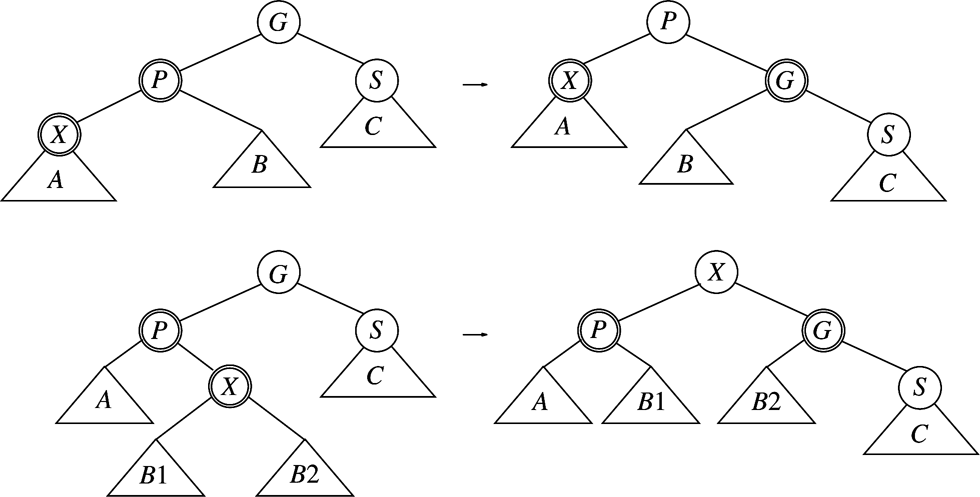 G P
P S X G
X C A S
A B B C
G X
P S P G
A X C A B1 B2 S
B1 B2 C